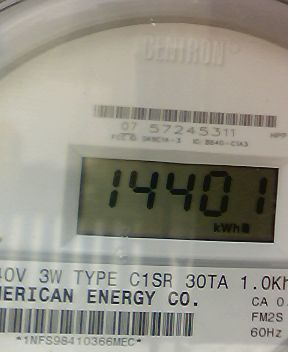 CENTRON®
07 57245311
14401
kWh
40V 3W TYPE C1SR 30TA 1.0Kh
MERICAN ENERGY CO.
CA 0.
FM2S
60Hz
*1NFS98410366MEC*